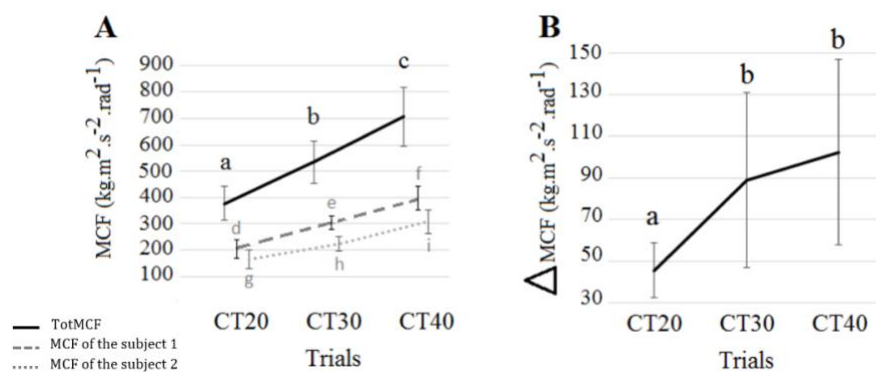 A
MCF (kg.m².s⁻².rad⁻¹)
900
800
700
600
500
400
300
200
100
a
b
c
d
e
f
g
h
i
CT20 CT30 CT40
Trials
TotMCF
MCF of the subject 1
MCF of the subject 2
B
△ MCF (kg.m².s⁻².rad⁻¹)
150
130
110
90
70
50
30
a
b
b
CT20 CT30 CT40
Trials